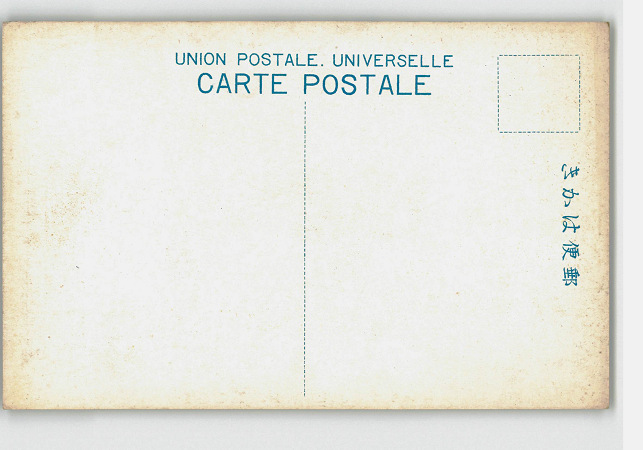 UNION POSTALE. UNIVERSELLE
CARTE POSTALE
きかは便郵